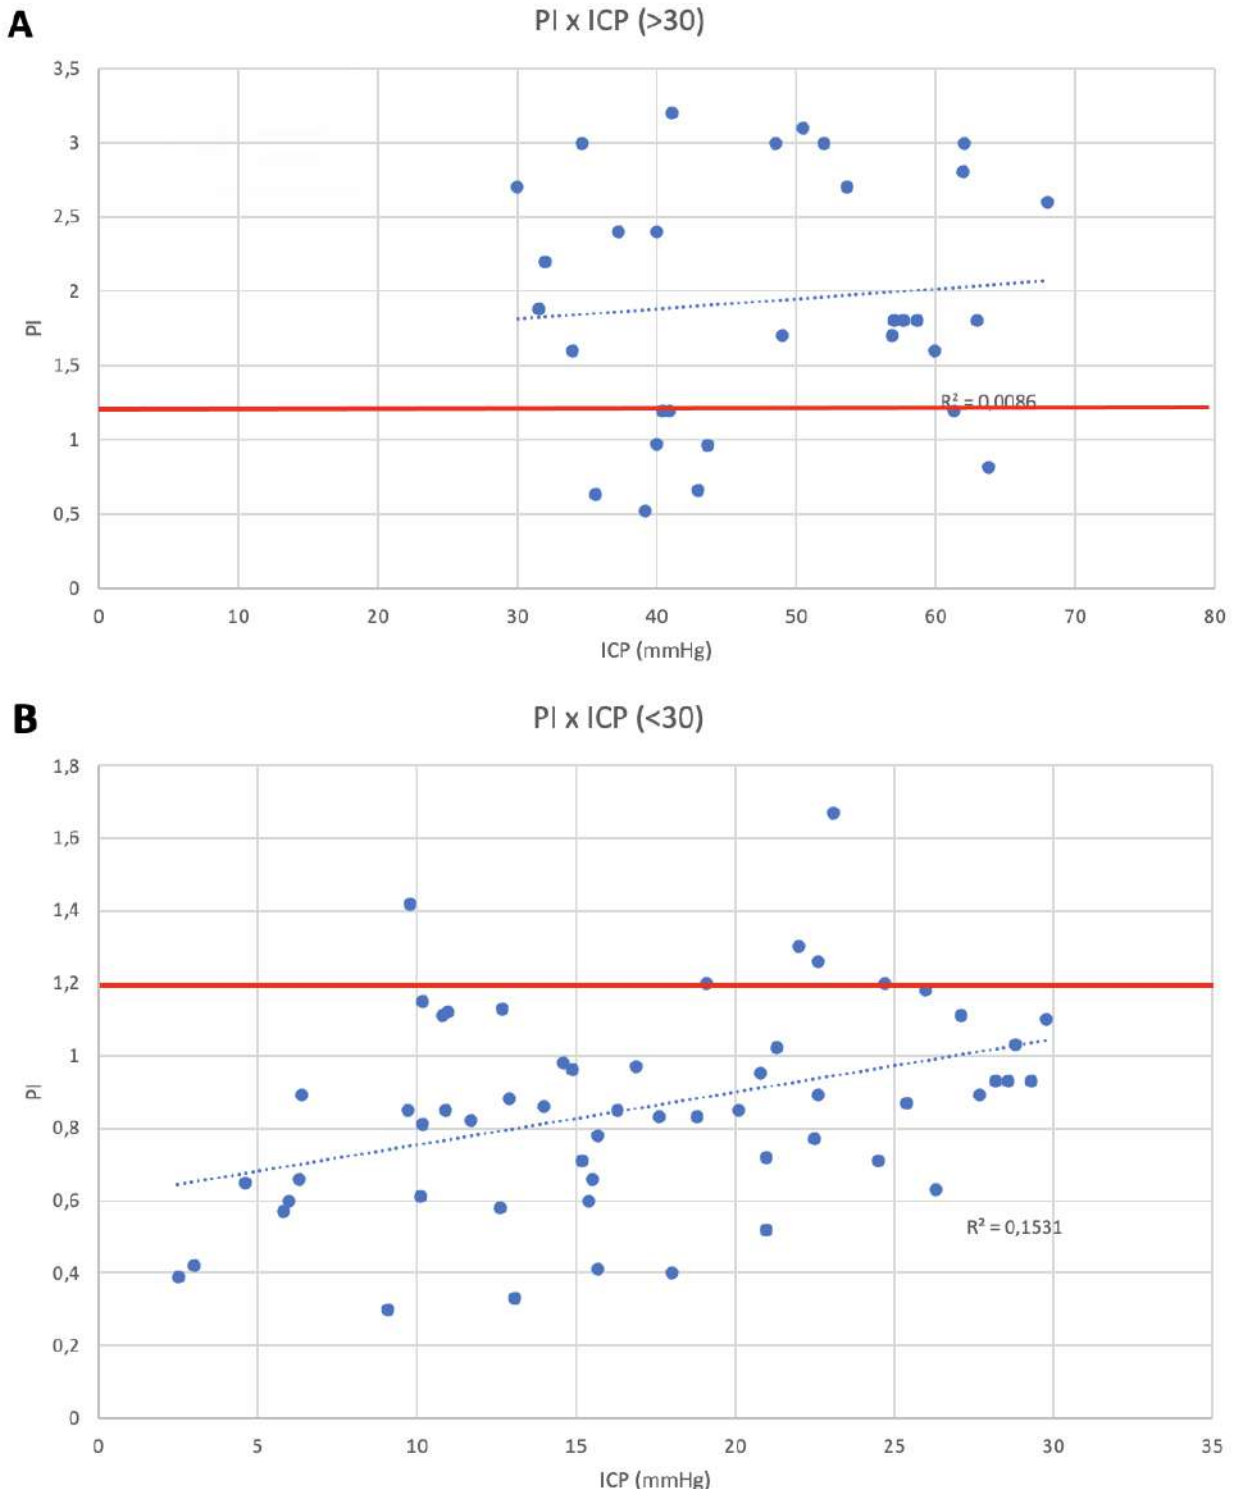 A
PI x ICP (>30)
3,5
3
2,5
2
1,5
1
0,5
0
PI
R² = 0,0086
0 10 20 30 40 50 60 70 80
ICP (mmHg)
B
PI x ICP (<30)
1,8
1,6
1,4
1,2
1
0,8
0,6
0,4
0,2
0
PI
R² = 0,1531
0 5 10 15 20 25 30 35
ICP (mmHg)